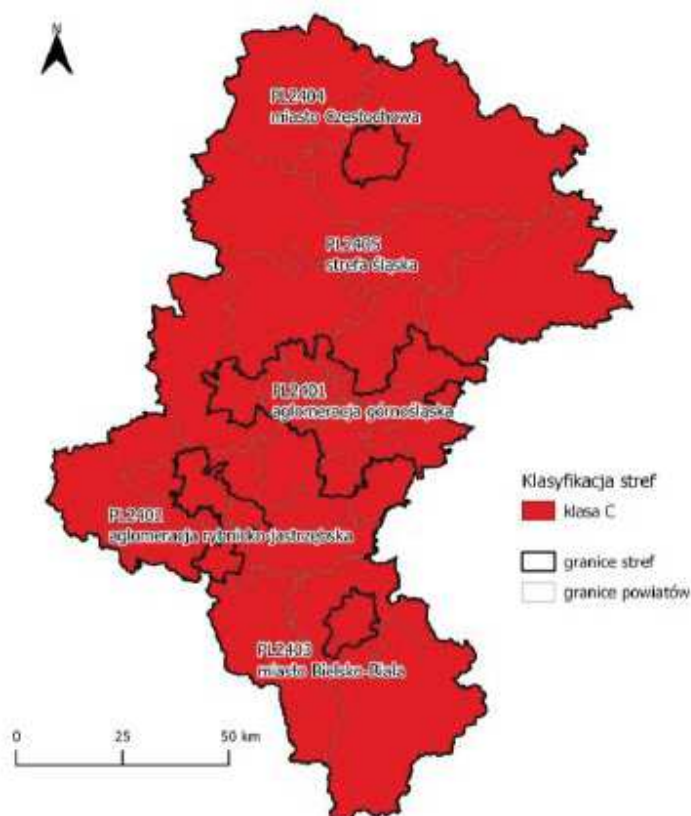 N
PL2404
miasto Częstochowa
PL2405
strefa śląska
PL2401
aglomeracja górnośląska
PL2402
aglomeracja rybnicko-jastrzębska
PL2403
miasto Bielsko-Biała
Klasyfikacja stref
klasa C
granice stref
granice powiatów
0 25 50 km